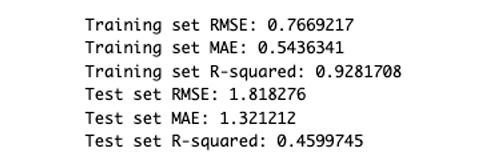 Training set RMSE: 0.7669217
Training set MAE: 0.5436341
Training set R-squared: 0.9281708
Test set RMSE: 1.818276
Test set MAE: 1.321212
Test set R-squared: 0.4599745